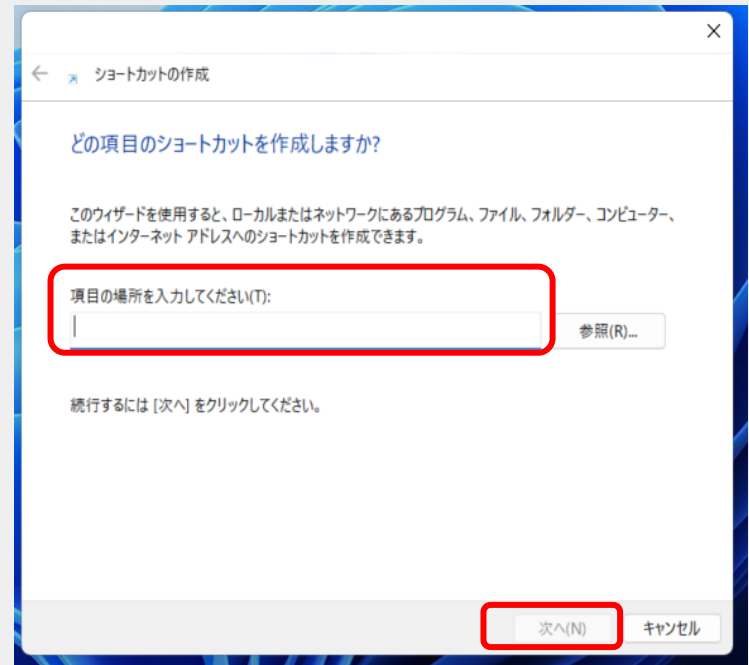 ショートカットの作成
どの項目のショートカットを作成しますか?
このウィザードを使用すると、ローカルまたはネットワークにあるプログラム、ファイル、フォルダー、コンピューター、
またはインターネット アドレスへのショートカットを作成できます。
項目の場所を入力してください(T):
参照(R)...
続行するには [次へ] をクリックしてください。
次へ(N)
キャンセル